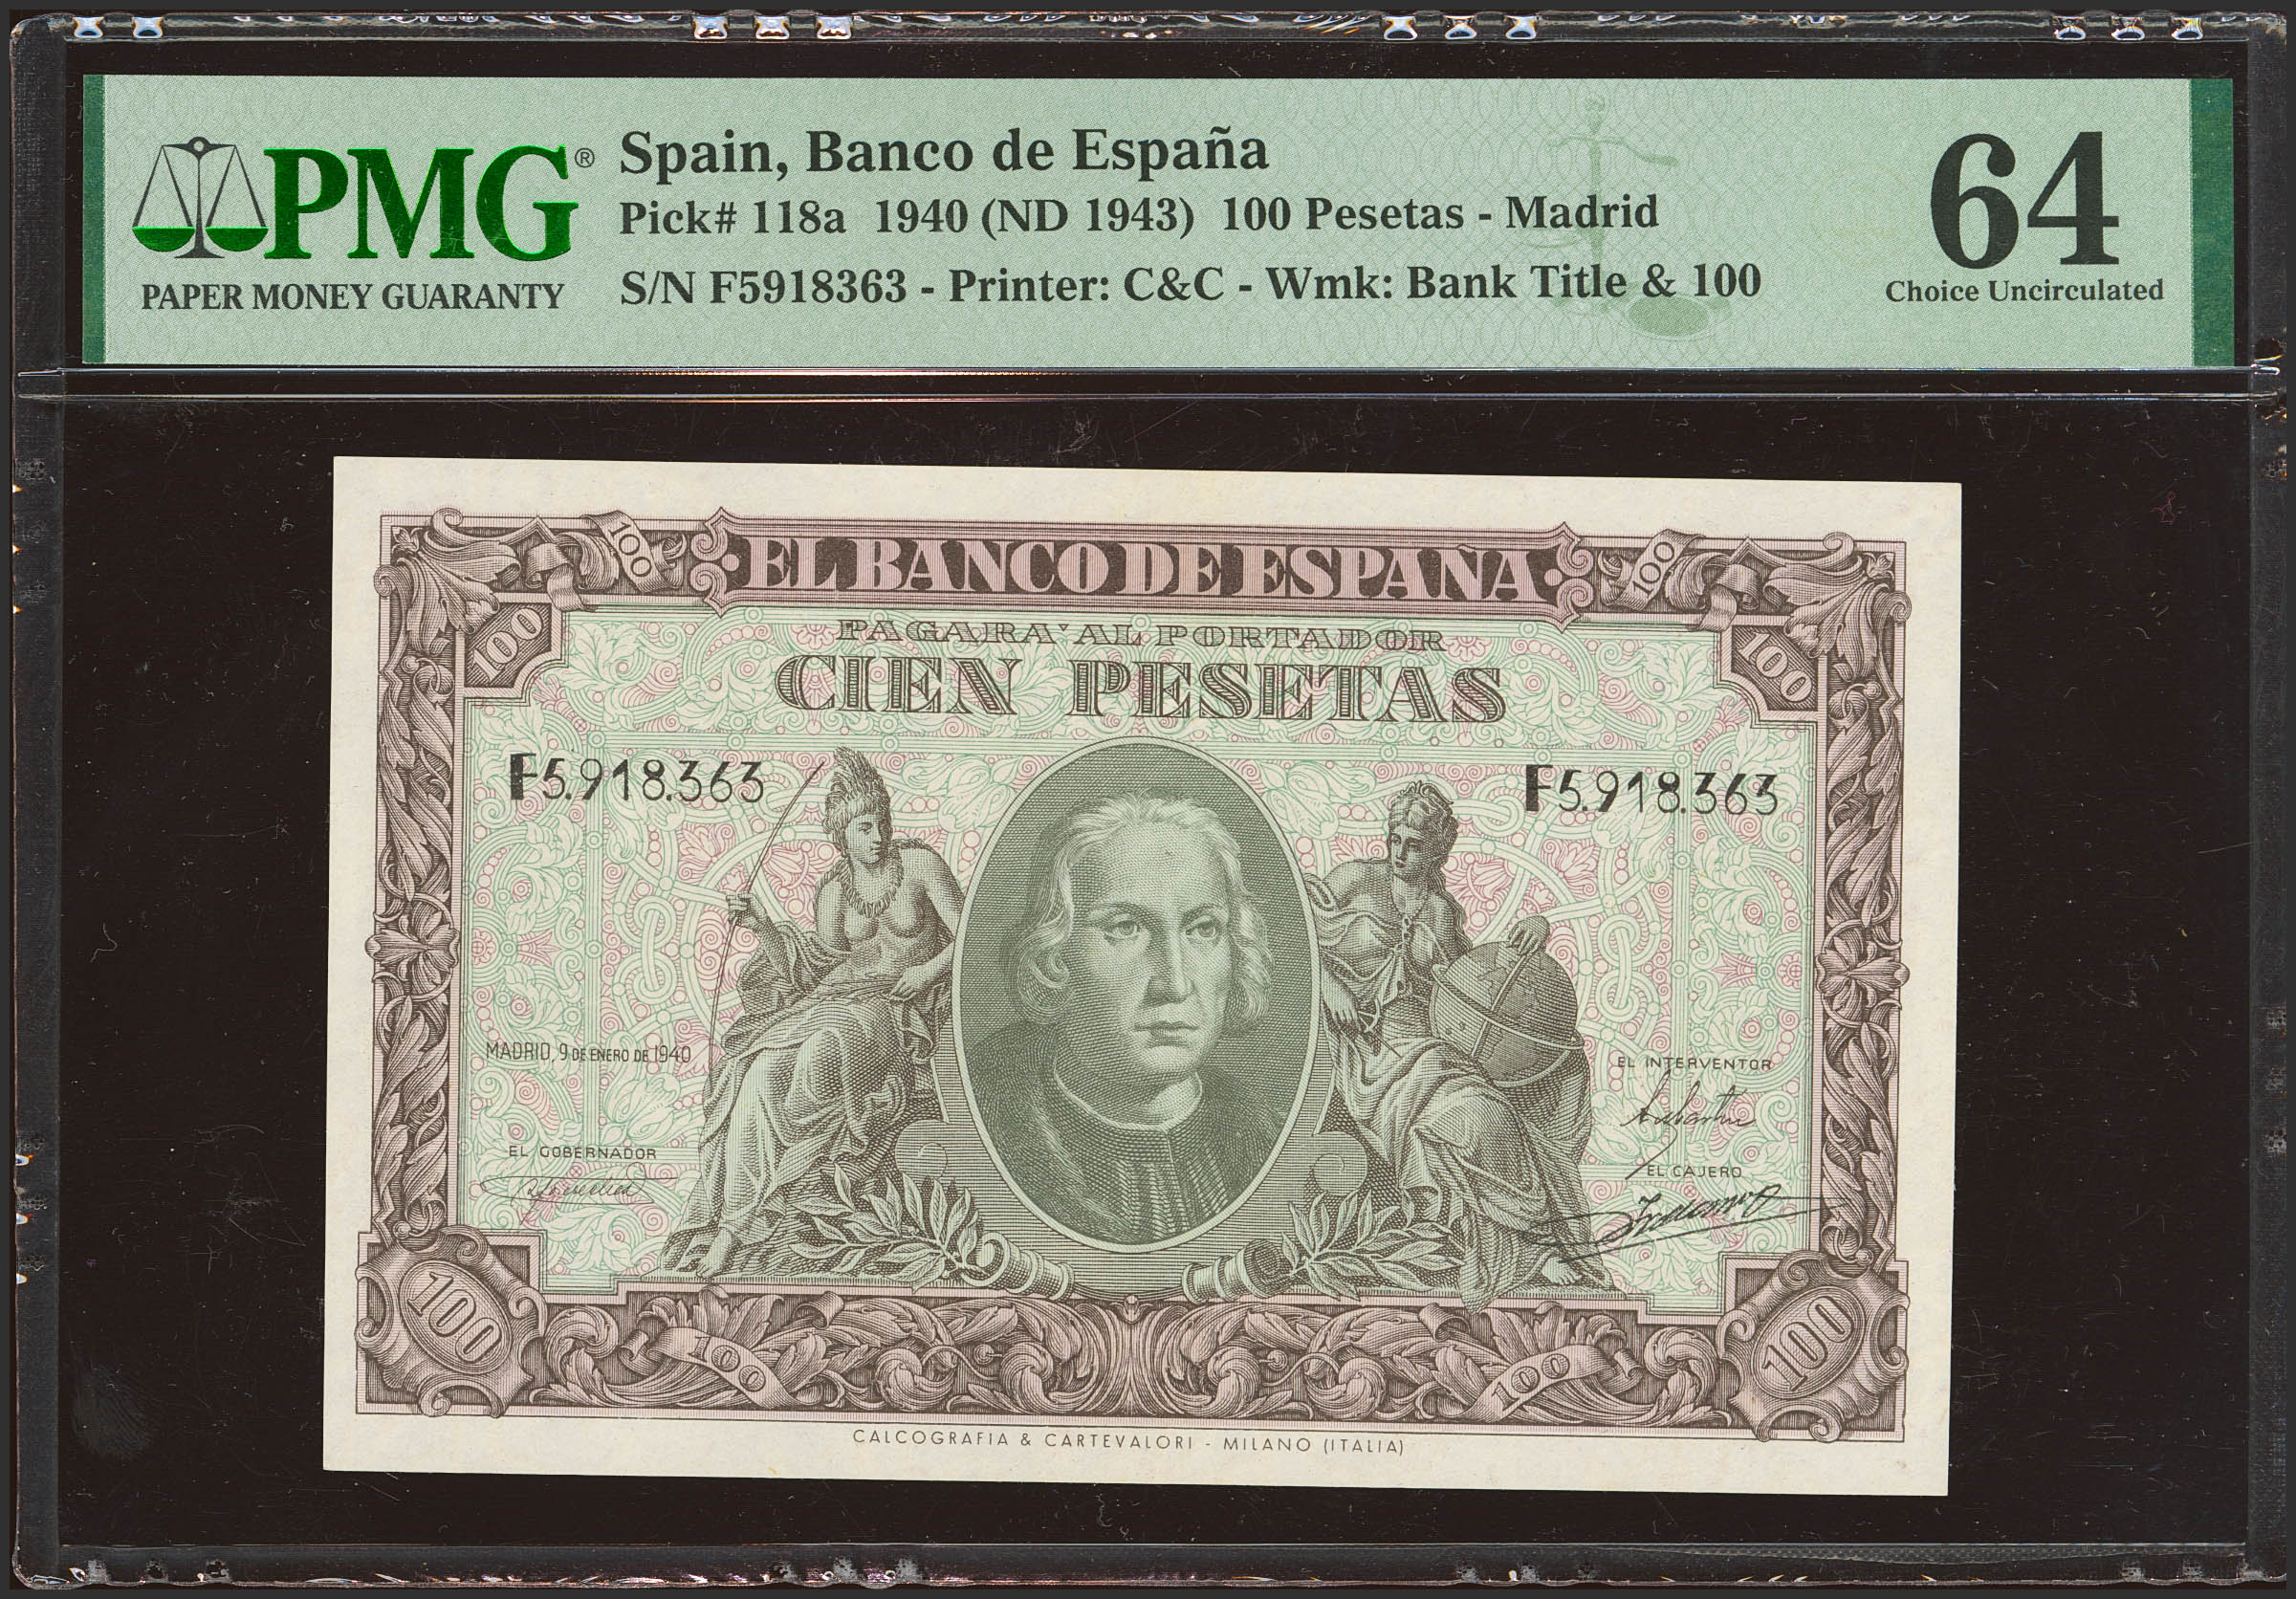 PMG®
PAPER MONEY GUARANTY
Spain, Banco de España
Pick# 118a 1940 (ND 1943) 100 Pesetas - Madrid
S/N F5918363 - Printer: C&C - Wmk: Bank Title & 100
64
Choice Uncirculated
100
EL BANCO DE ESPAÑA
100
100
PAGARA AL PORTADOR
100
CIEN PESETAS
F5.918.363
F5.918.363
MADRID, 9 DE ENERO DE 1940
EL INTERVENTOR
EL GOBERNADOR
EL CAJERO
100
100
100
100
CALCOGRAFIA & CARTEVALORI - MILANO (ITALIA)